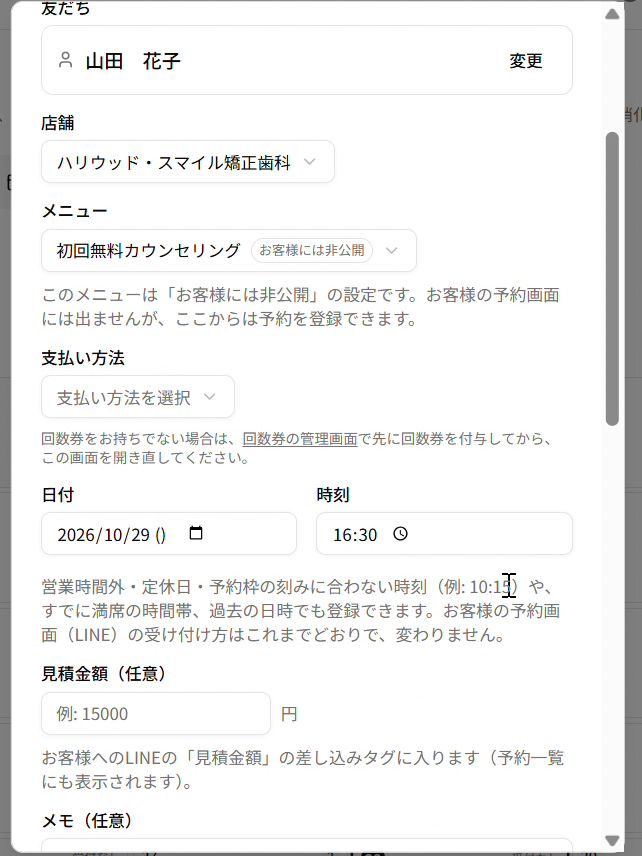 友だち
山田　花子
変更
店舗
ハリウッド・スマイル矯正歯科
メニュー
初回無料カウンセリング
お客様には非公開
このメニューは「お客様には非公開」の設定です。お客様の予約画面
には出ませんが、ここからは予約を登録できます。
支払い方法
支払い方法を選択
回数券をお持ちでない場合は、回数券の管理画面で先に回数券を付与してから、
この画面を開き直してください。
日付
時刻
2026/10/29 ()
16:30
営業時間外・定休日・予約枠の刻みに合わない時刻（例: 10:15）や、
すでに満席の時間帯、過去の日時でも登録できます。お客様の予約画
面（LINE）の受け付け方はこれまでどおりで、変わりません。
見積金額（任意）
例: 15000
円
お客様へのLINEの「見積金額」の差し込みタグに入ります（予約一覧
にも表示されます）。
メモ（任意）